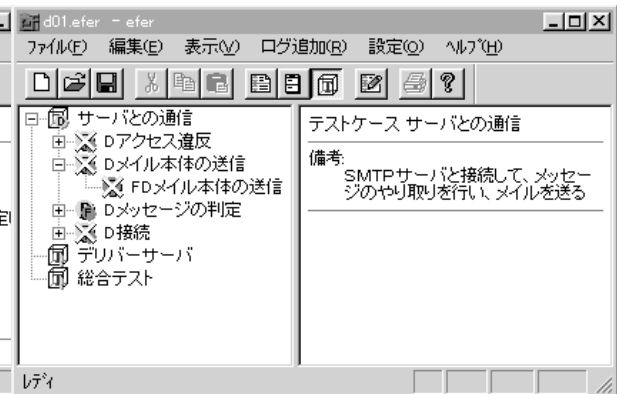 d01.efer - efer
ﾌｧｲﾙ(F) 編集(E) 表示(V) ログ追加(R) 設定(O) ﾍﾙﾌﾟ(H)
サーバとの通信
Dアクセス違反
Dメイル本体の送信
FDメイル本体の送信
Dメッセージの判定
D接続
デリバーサーバ
総合テスト
テストケース サーバとの通信
備考:
SMTPサーバと接続して、メッセー
ジのやり取りを行い、メイルを送る
ﾚﾃﾞｨ